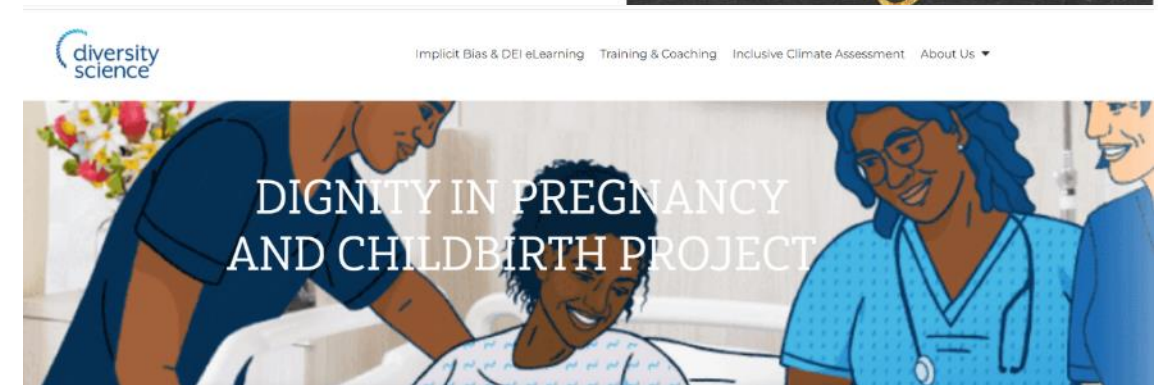 diversity
science
Implicit Bias & DEI eLearning Training & Coaching Inclusive Climate Assessment About Us
DIGNITY IN PREGNANCY
AND CHILDBIRTH PROJECT